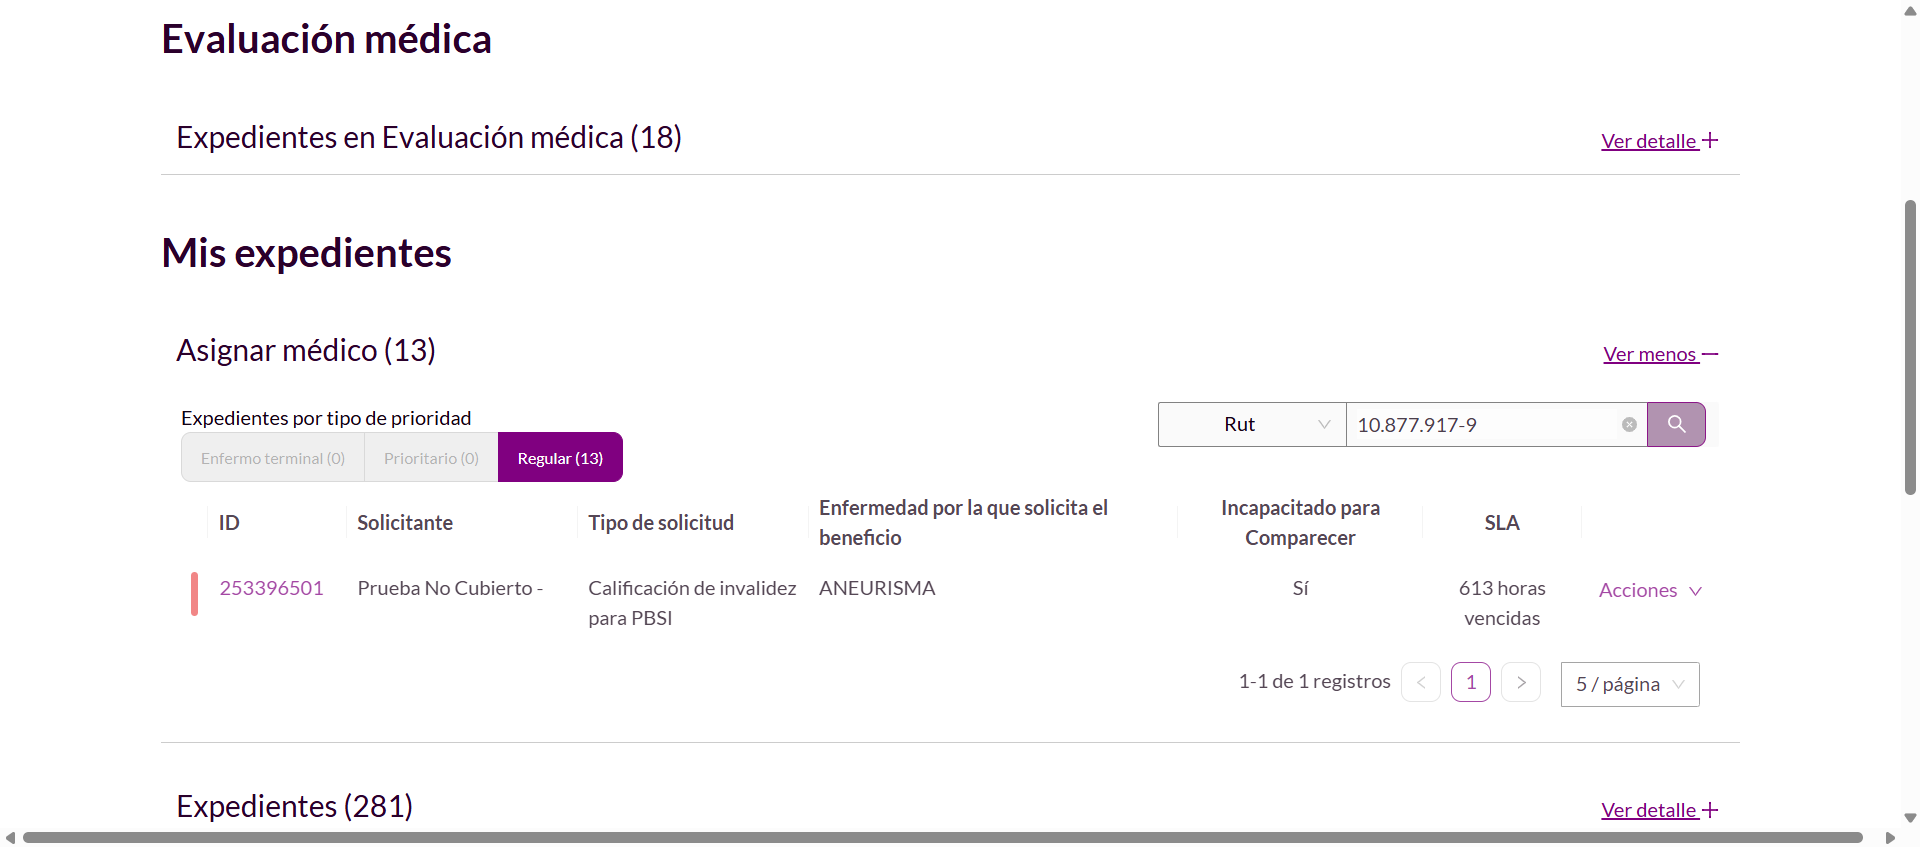 Evaluación médica
Expedientes en Evaluación médica (18)
Ver detalle
Mis expedientes
Asignar médico (13)
Ver menos
Expedientes por tipo de prioridad
Enfermo terminal (0)
Prioritario (0)
Regular (13)
Rut
10.877.917-9
ID
Solicitante
Tipo de solicitud
Enfermedad por la que solicita el
beneficio
Incapacitado para
Comparecer
SLA
253396501
Prueba No Cubierto -
Calificación de invalidez
para PBSI
ANEURISMA
Sí
613 horas
vencidas
Acciones
1-1 de 1 registros
1
5 / página
Expedientes (281)
Ver detalle